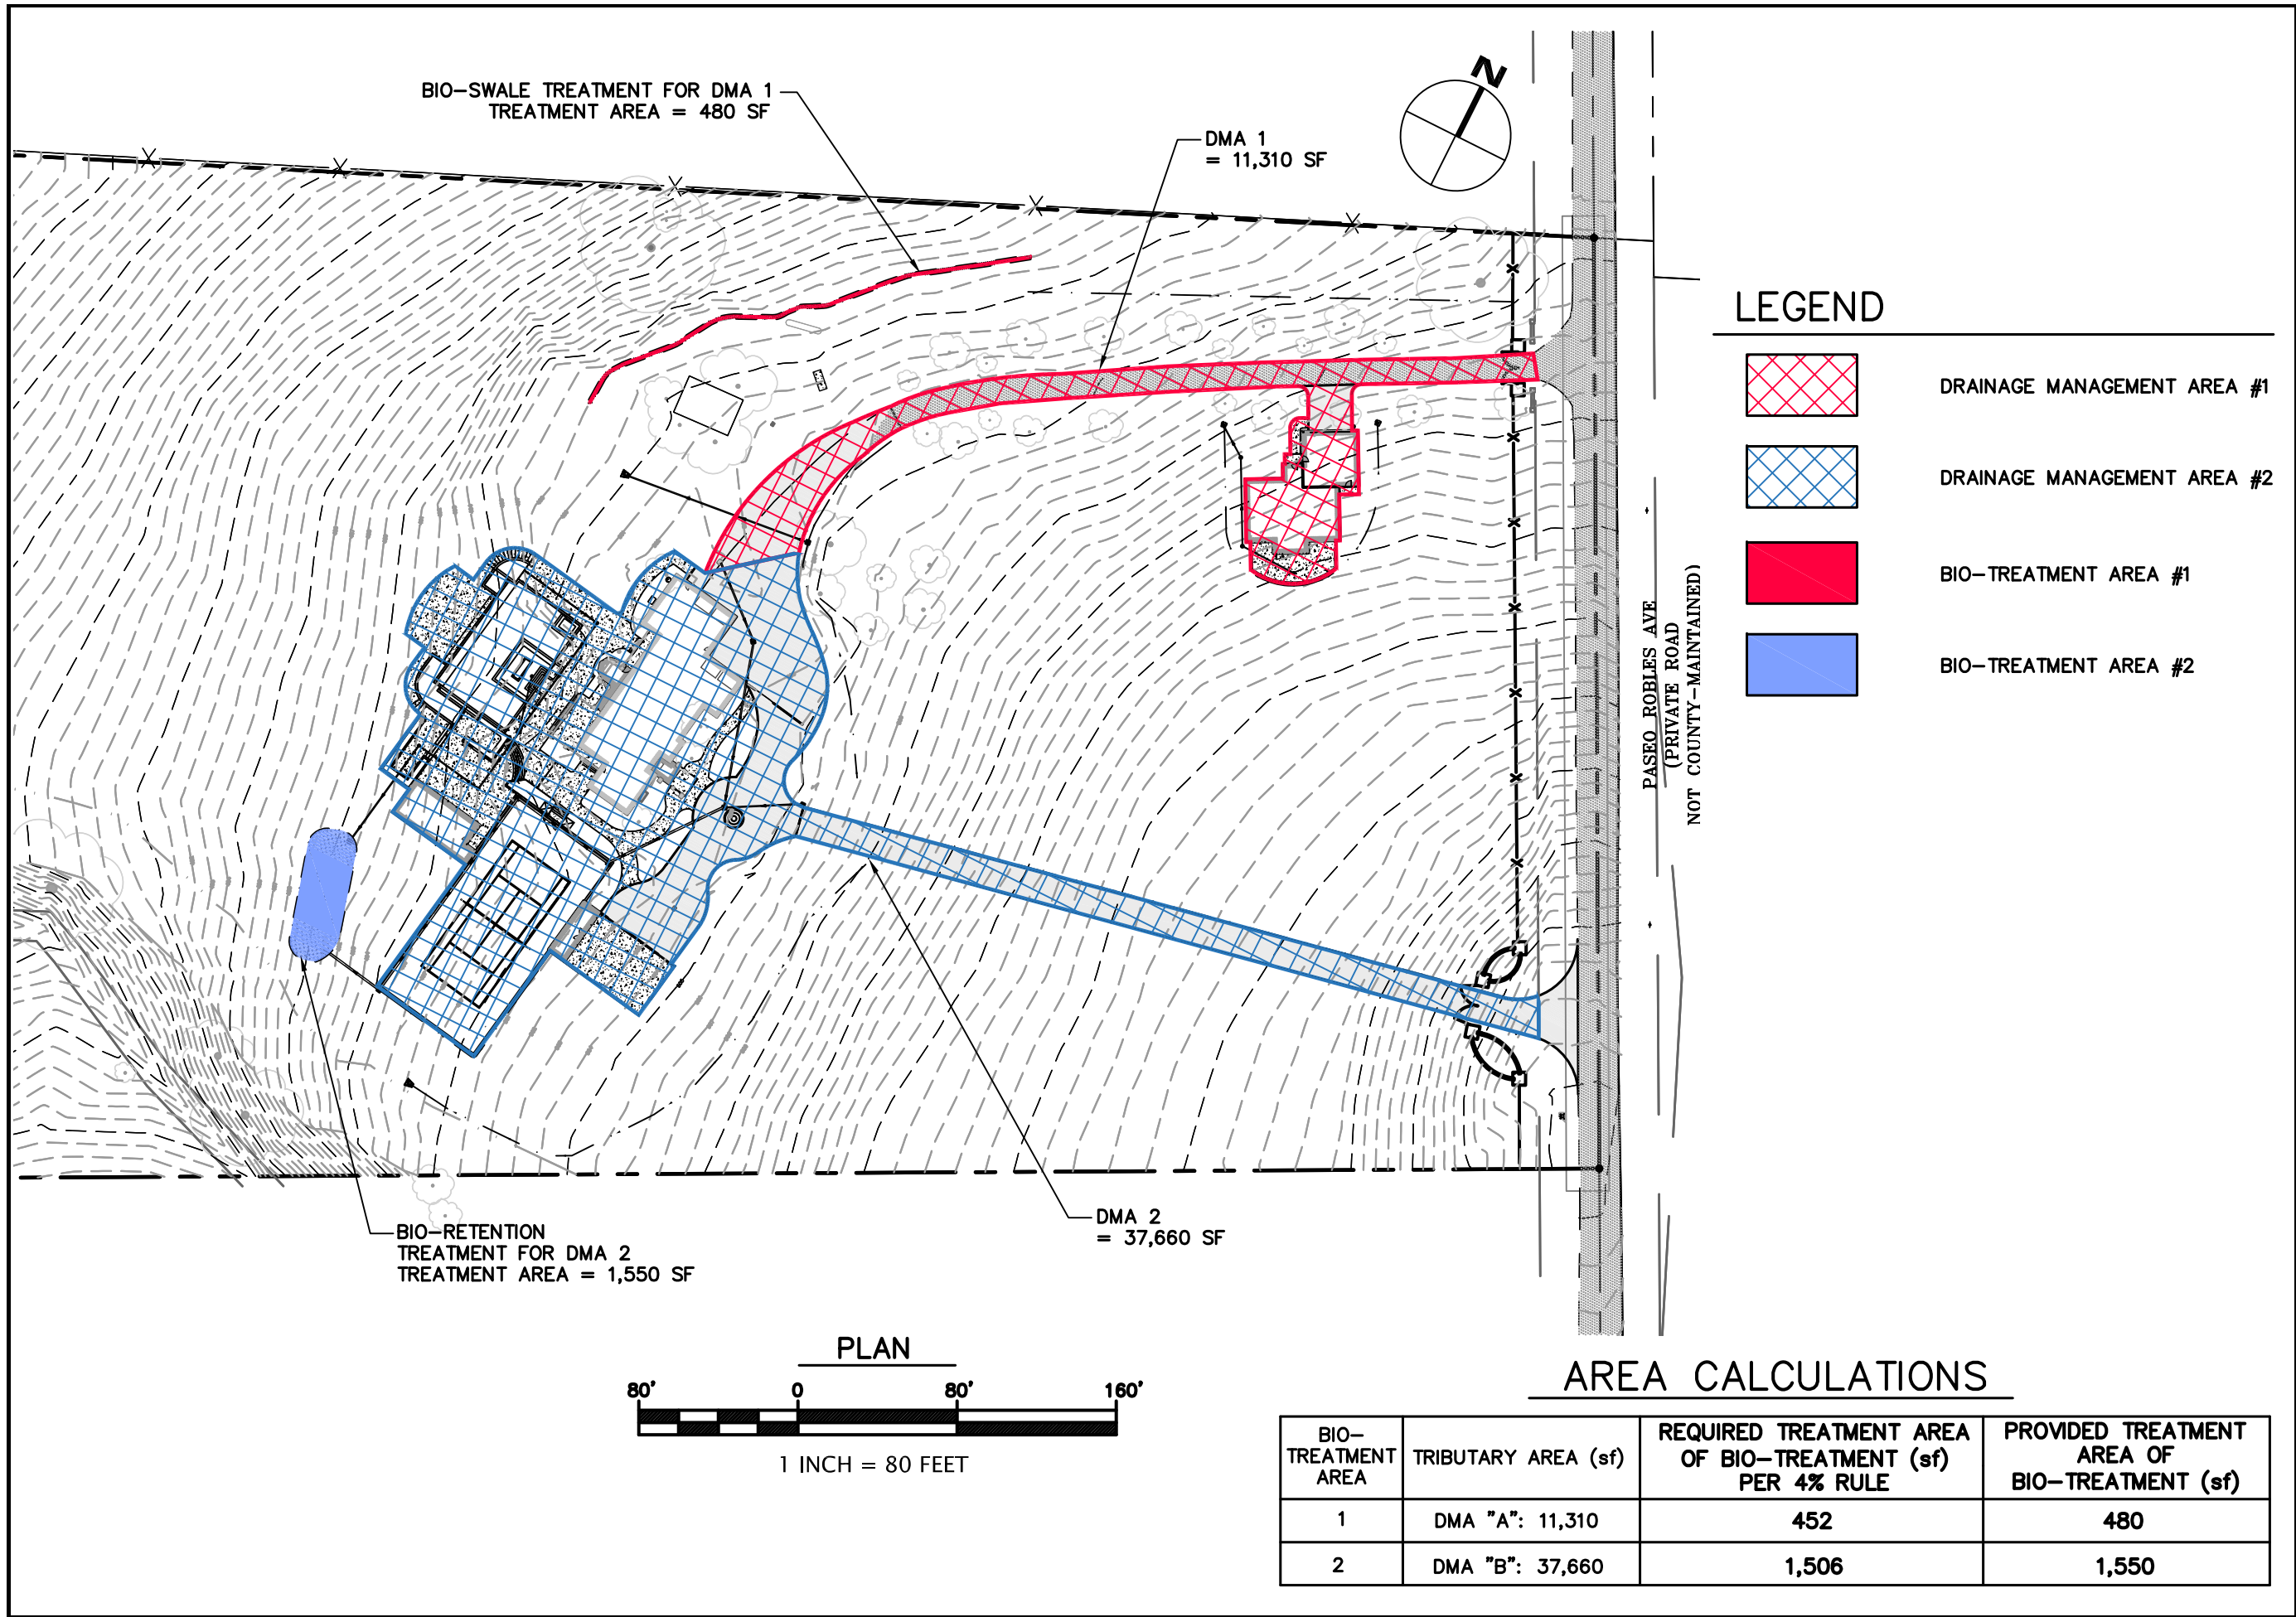 BIO-SWALE TREATMENT FOR DMA 1
TREATMENT AREA = 480 SF
N
DMA 1
= 11,310 SF
LEGEND
DRAINAGE MANAGEMENT AREA #1
DRAINAGE MANAGEMENT AREA #2
BIO-TREATMENT AREA #1
BIO-TREATMENT AREA #2
PASEO ROBLES AVE
(PRIVATE ROAD
NOT COUNTY-MAINTAINED)
BIO-RETENTION
TREATMENT FOR DMA 2
TREATMENT AREA = 1,550 SF
DMA 2
= 37,660 SF
PLAN
80' 0 80' 160'
1 INCH = 80 FEET
AREA CALCULATIONS
BIO-
TREATMENT
AREA
TRIBUTARY AREA (sf)
REQUIRED TREATMENT AREA
OF BIO-TREATMENT (sf)
PER 4% RULE
PROVIDED TREATMENT
AREA OF
BIO-TREATMENT (sf)
1 DMA "A": 11,310 452 480
2 DMA "B": 37,660 1,506 1,550